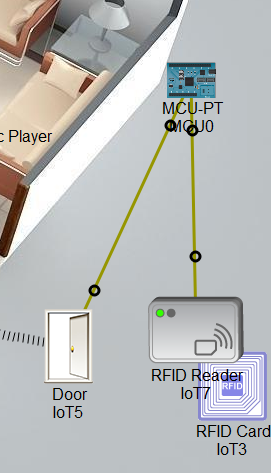 MCU-PT
MCU0
c Player
Door
IoT5
RFID Reader
IoT7
RFID
RFID Card
IoT3